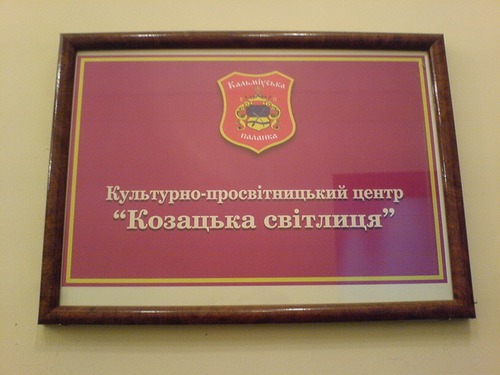 Кальміуська
паланка
Культурно-просвітницький центр
“Козацька світлиця”